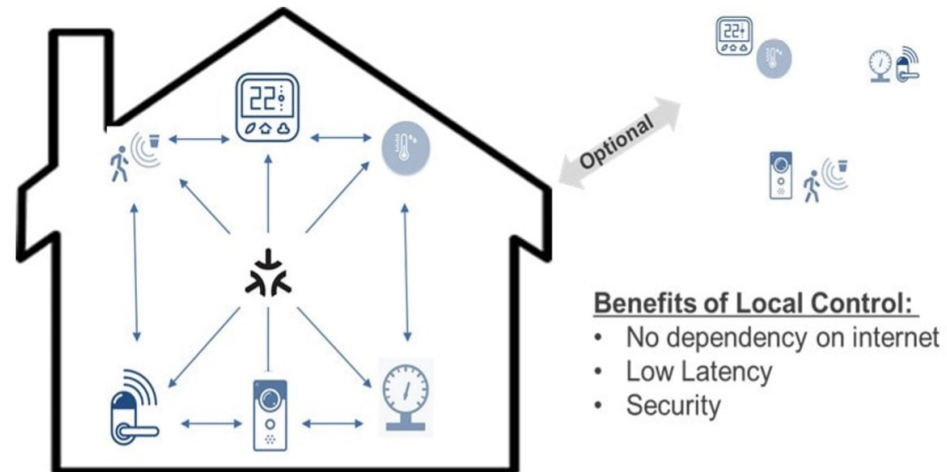 22
22
Optional
Benefits of Local Control:
• No dependency on internet
• Low Latency
• Security